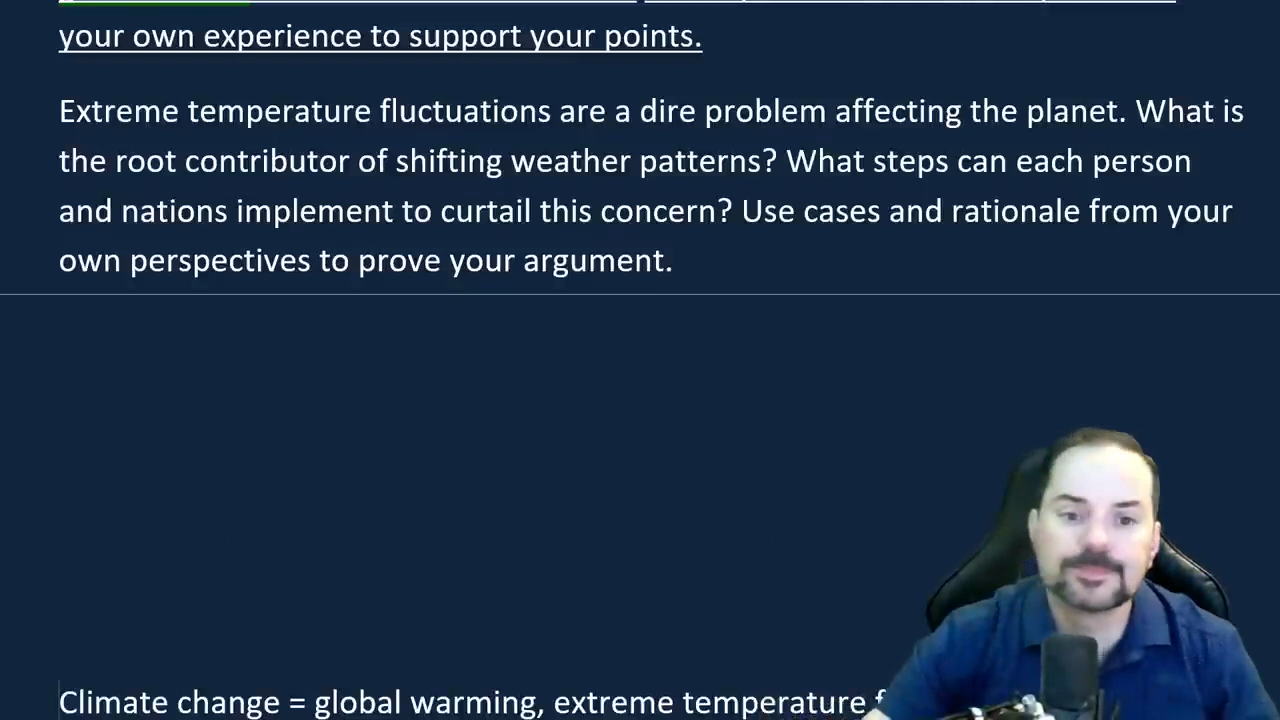 your own experience to support your points.
Extreme temperature fluctuations are a dire problem affecting the planet. What is
the root contributor of shifting weather patterns? What steps can each person
and nations implement to curtail this concern? Use cases and rationale from your
own perspectives to prove your argument.
Climate change = global warming, extreme temperature